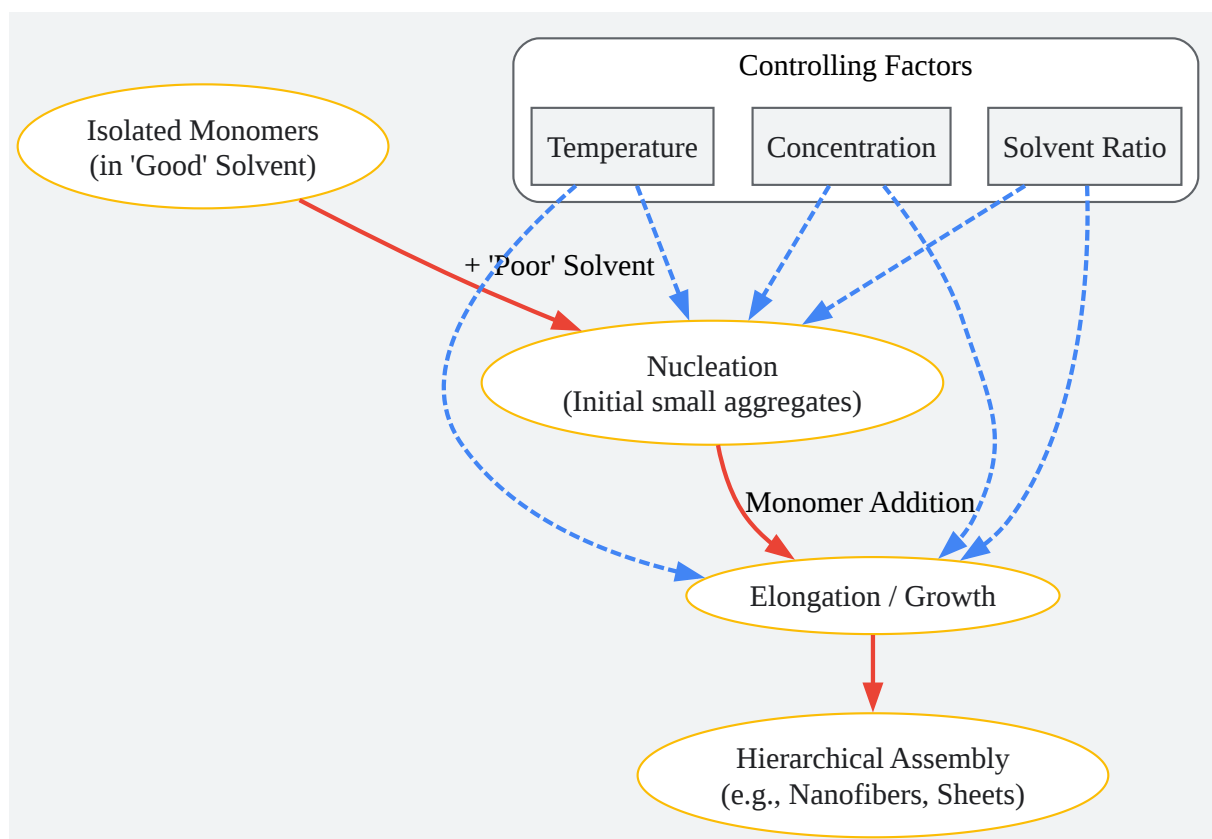 Controlling Factors
Isolated Monomers
(in 'Good' Solvent)
Temperature
Concentration
Solvent Ratio
+ 'Poor' Solvent
Nucleation
(Initial small aggregates)
Monomer Addition
Elongation / Growth
Hierarchical Assembly
(e.g., Nanofibers, Sheets)